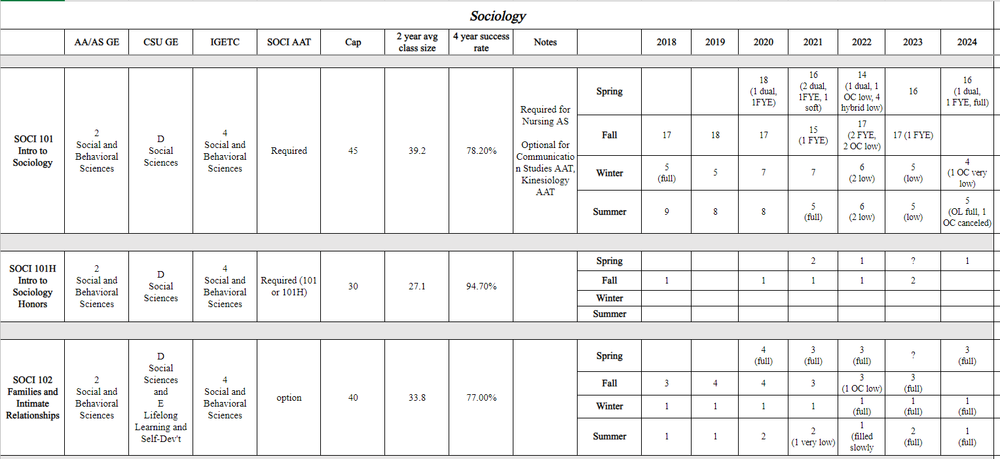 Sociology
AA/AS GE
CSU GE
IGETC
SOCI AAT
Cap
2 year avg
class size
4 year success
rate
Notes
2018
2019
2020
2021
2022
2023
2024
SOCI 101
Intro to
Sociology
2
Social and
Behavioral
Sciences
D
Social
Sciences
4
Social and
Behavioral
Sciences
Required
45
39.2
78.20%
Required for
Nursing AS
Optional for
Communicatio
n Studies AAT,
Kinesiology
AAT
Spring
18
(1 dual,
1FYE)
16
(2 dual,
1FYE, 1
soft)
14
(1 dual, 1
OC low, 4
hybrid low)
16
16
(1 dual,
1 FYE, full)
Fall
17
18
17
15
(1 FYE)
17
(2 FYE,
2 OC low)
17 (1 FYE)
Winter
5
(full)
5
7
7
6
(2 low)
5
(low)
4
(1 OC very
low)
Summer
9
8
8
5
(full)
6
(2 low)
5
(low)
5
(OL full, 1
OC canceled)
SOCI 101H
Intro to
Sociology
Honors
2
Social and
Behavioral
Sciences
D
Social
Sciences
4
Social and
Behavioral
Sciences
Required (101
or 101H)
30
27.1
94.70%
Spring
2
1
?
1
Fall
1
1
1
1
2
Winter
Summer
SOCI 102
Families and
Intimate
Relationships
2
Social and
Behavioral
Sciences
D
Social
Sciences
and
E
Lifelong
Learning and
Self-Dev't
4
Social and
Behavioral
Sciences
option
40
33.8
77.00%
Spring
4
(full)
3
(full)
3
(full)
?
3
(full)
Fall
3
4
4
3
3
(1 OC low)
3
(full)
Winter
1
1
1
1
1
(full)
1
(full)
1
(full)
Summer
1
1
2
2
(1 very low)
1
(filled
slowly
2
(full)
1
(full)